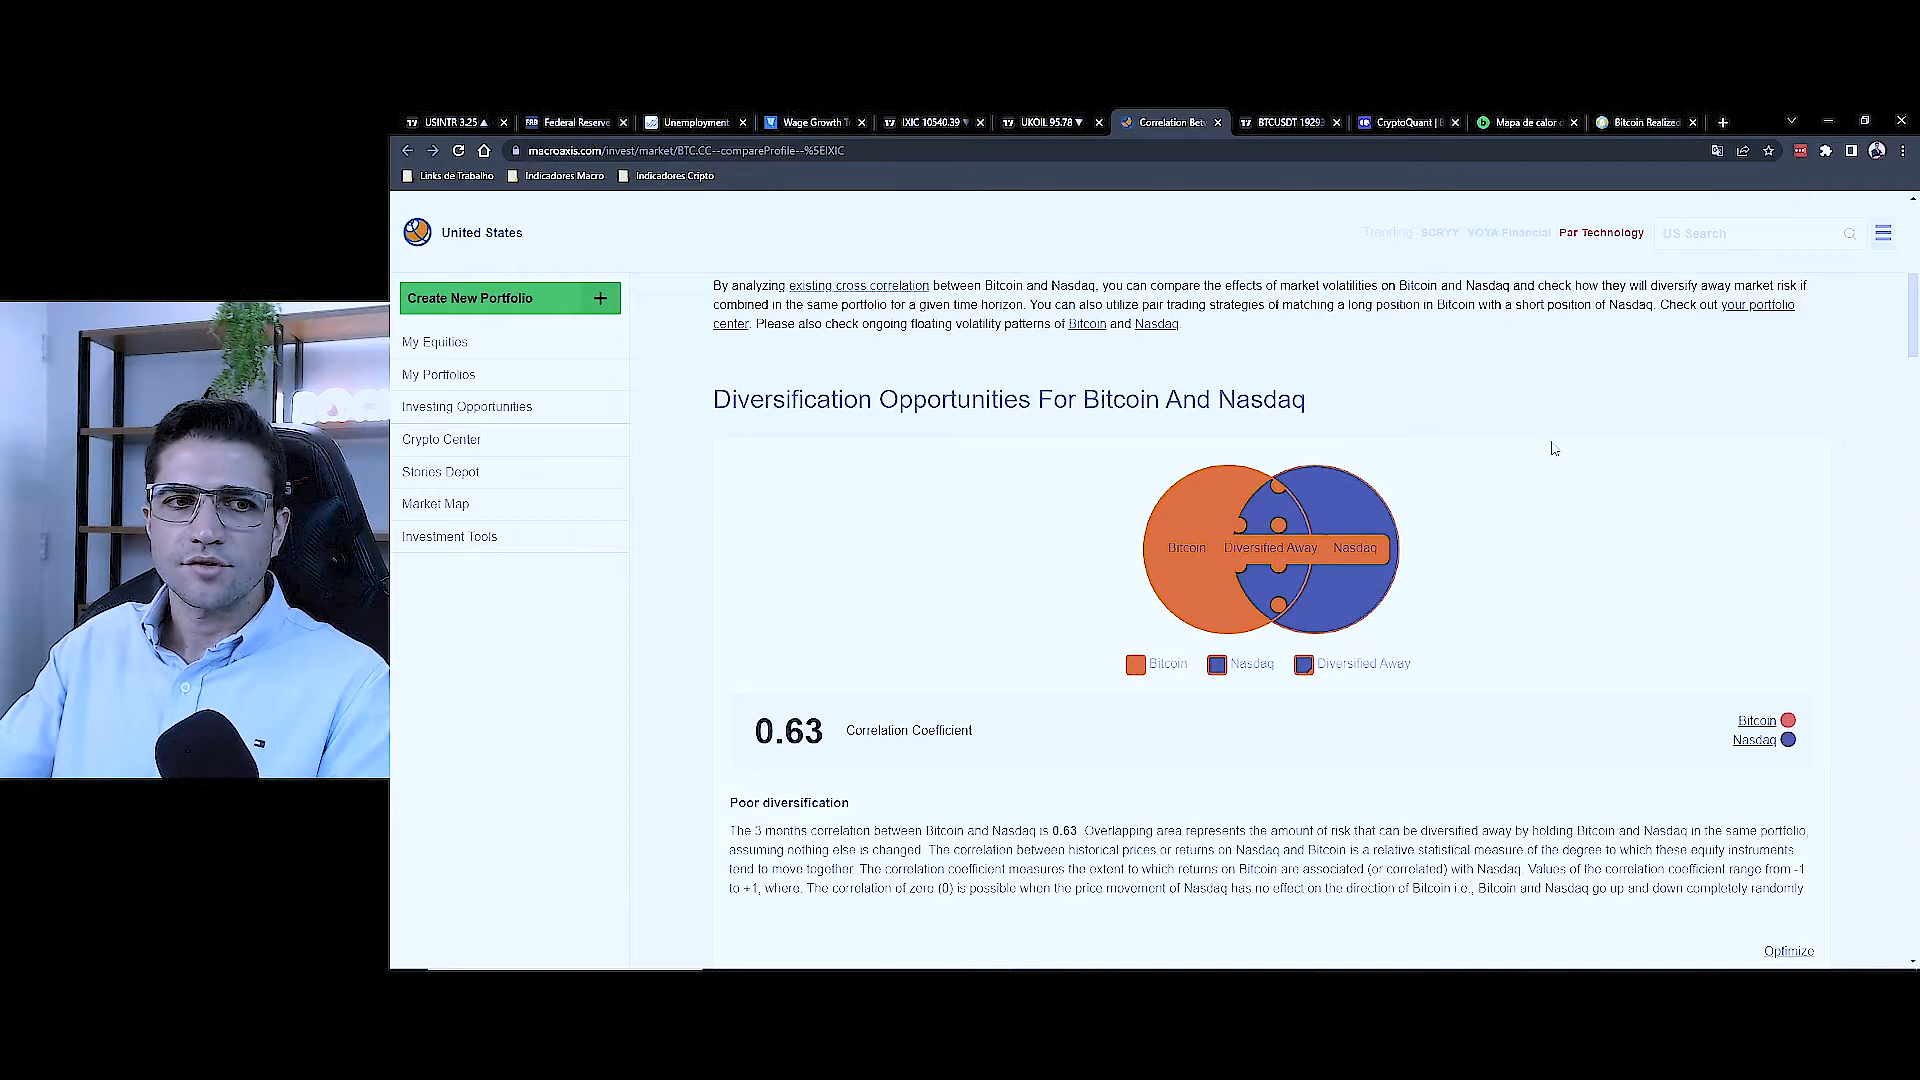 USINTR 3.25▲
Federal Reserve
Unemployment
Wage Growth T
IXIC 10540.39▼
UKOIL 95.78▼
Correlation Bet
BTCUSDT 1929
CryptoQuant |
Mapa de calor d
Bitcoin Realized
macroaxis.com/invest/market/BTC.CC--compareProfile--%5EIXIC
Links de Trabalho
Indicadores Macro
Indicadores Cripto
United States
Trending SCRYY VOYA Financial Par Technology
US Search
Create New Portfolio +
My Equities
My Portfolios
Investing Opportunities
Crypto Center
Stories Depot
Market Map
Investment Tools
By analyzing existing cross correlation between Bitcoin and Nasdaq, you can compare the effects of market volatilities on Bitcoin and Nasdaq and check how they will diversify away market risk if
combined in the same portfolio for a given time horizon. You can also utilize pair trading strategies of matching a long position in Bitcoin with a short position of Nasdaq. Check out your portfolio
center. Please also check ongoing floating volatility patterns of Bitcoin and Nasdaq.
Diversification Opportunities For Bitcoin And Nasdaq
Bitcoin Diversified Away Nasdaq
Bitcoin Nasdaq Diversified Away
0.63 Correlation Coefficient
Bitcoin
Nasdaq
Poor diversification
The 3 months correlation between Bitcoin and Nasdaq is 0.63. Overlapping area represents the amount of risk that can be diversified away by holding Bitcoin and Nasdaq in the same portfolio,
assuming nothing else is changed. The correlation between historical prices or returns on Nasdaq and Bitcoin is a relative statistical measure of the degree to which these equity instruments
tend to move together. The correlation coefficient measures the extent to which returns on Bitcoin are associated (or correlated) with Nasdaq. Values of the correlation coefficient range from -1
to +1, where. The correlation of zero (0) is possible when the price movement of Nasdaq has no effect on the direction of Bitcoin i.e., Bitcoin and Nasdaq go up and down completely randomly.
Optimize